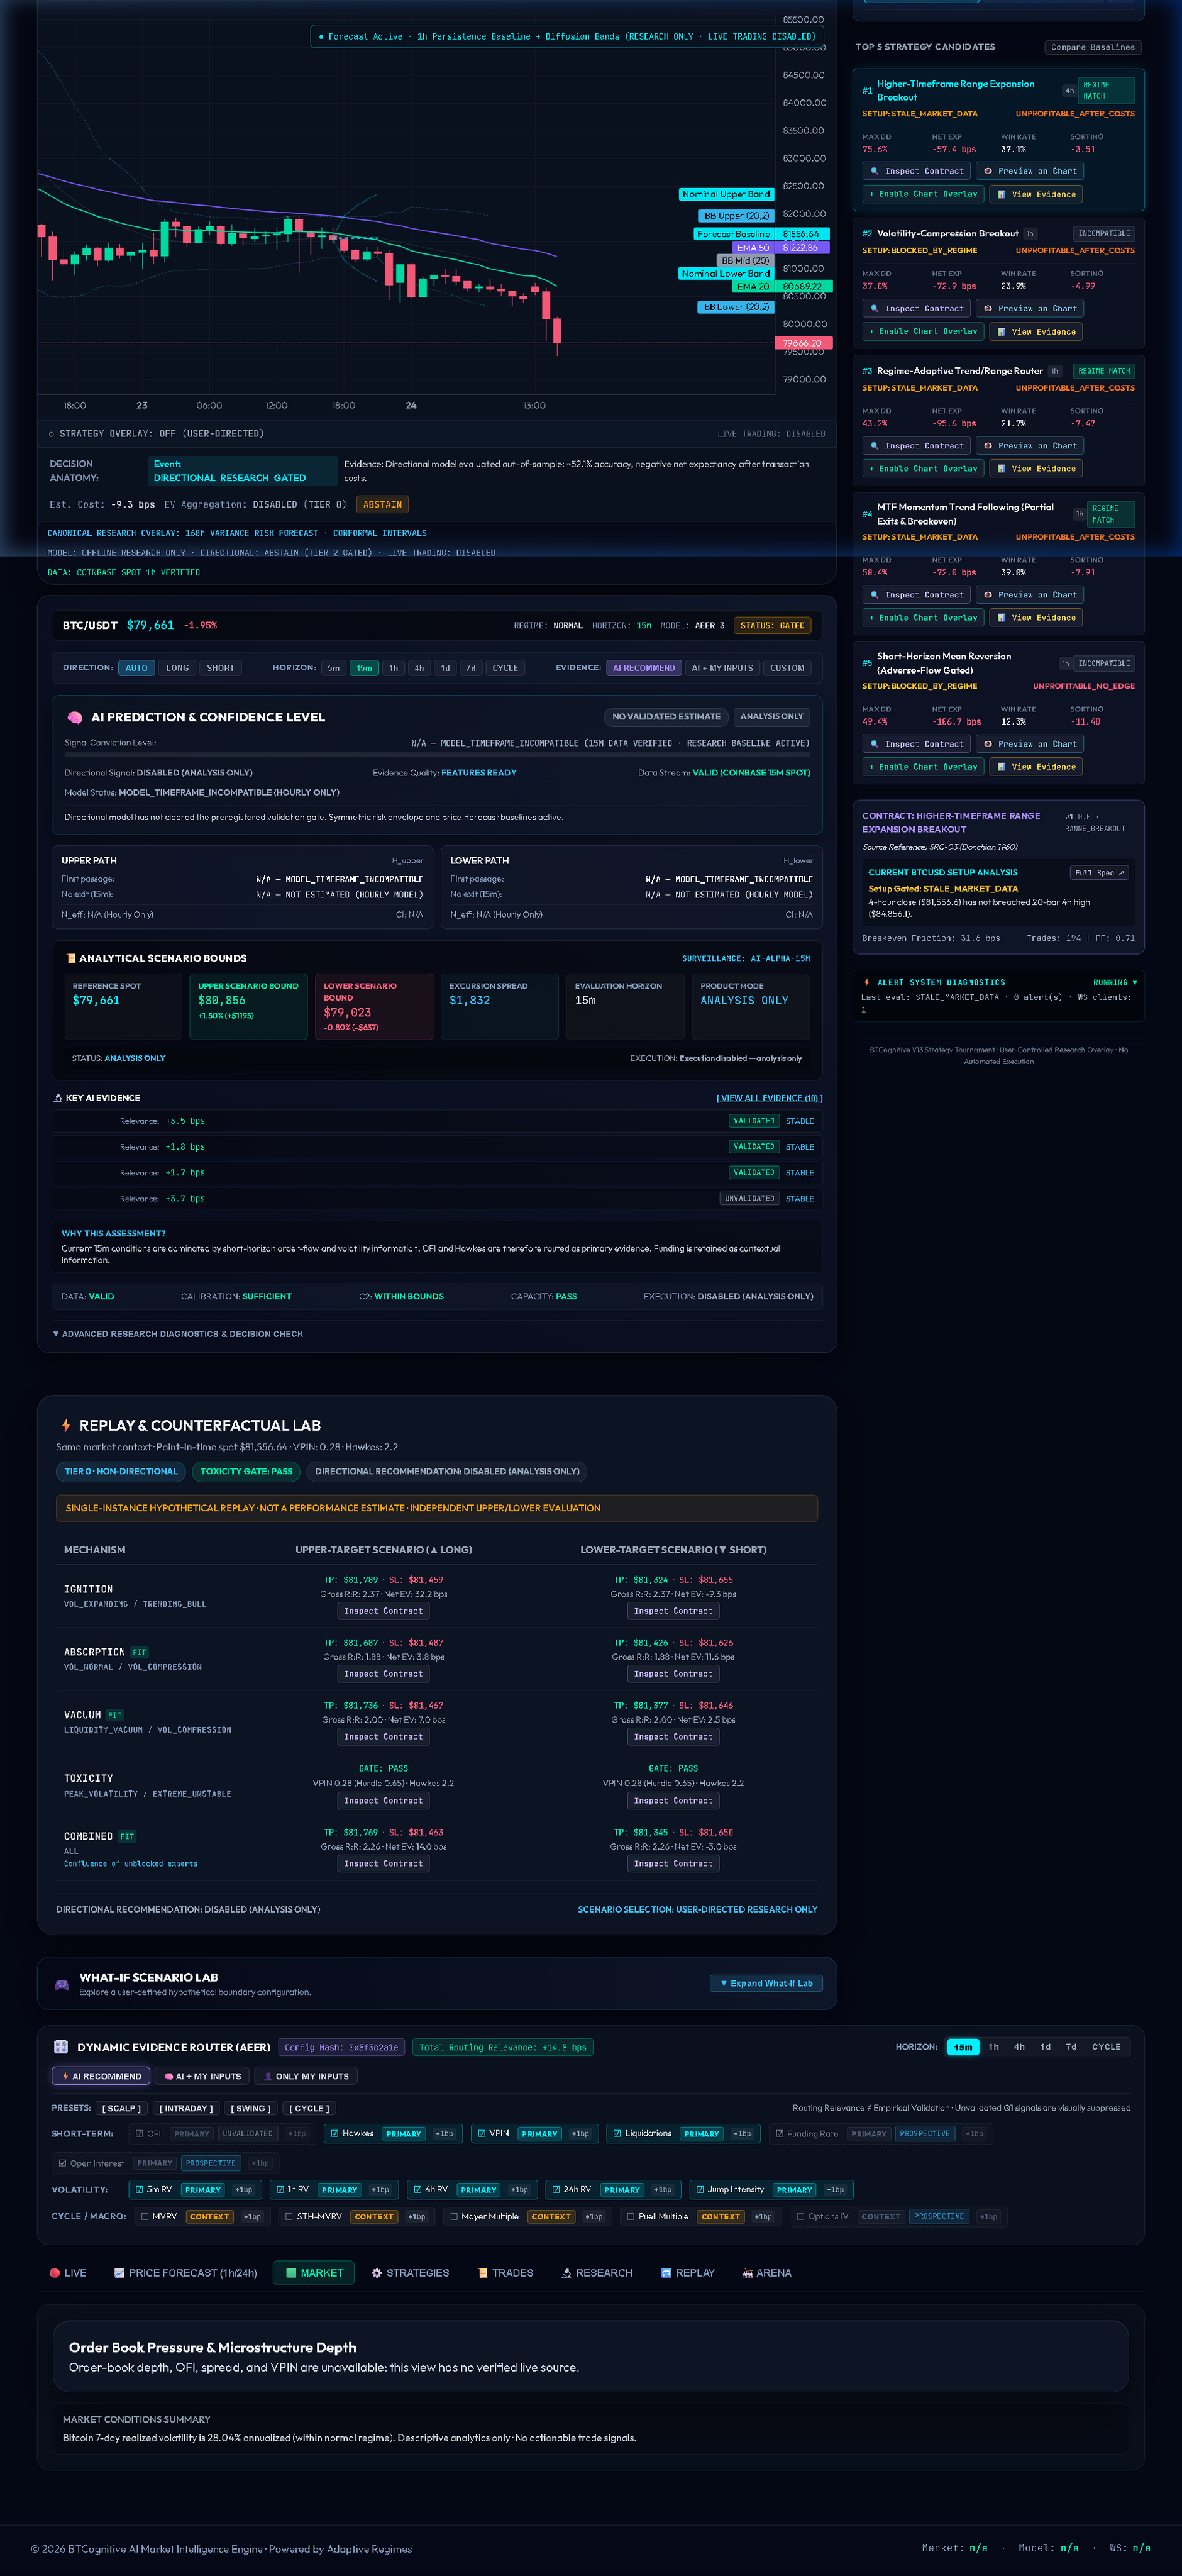 85500.00
● Forecast Active · 1h Persistence Baseline + Diffusion Bands (RESEARCH ONLY · LIVE TRADING DISABLED)
84500.00
84000.00
83500.00
83000.00
82500.00
Nominal Upper Band
82000.00
BB Upper (20,2)
Forecast Baseline 81556.64
EMA 50 81222.86
BB Mid (20)
81000.00
Nominal Lower Band
EMA 20 80689.22
80500.00
BB Lower (20,2)
80000.00
79666.20
79500.00
79000.00
18:00 23 06:00 12:00 18:00 24 13:00
○ STRATEGY OVERLAY: OFF (USER-DIRECTED) LIVE TRADING: DISABLED
DECISION ANATOMY: Event: DIRECTIONAL_RESEARCH_GATED Evidence: Directional model evaluated out-of-sample: ~52.1% accuracy, negative net expectancy after transaction costs.
Est. Cost: -9.3 bps EV Aggregation: DISABLED (TIER 0) ABSTAIN
CANONICAL RESEARCH OVERLAY: 168h VARIANCE RISK FORECAST · CONFORMAL INTERVALS
MODEL: OFFLINE RESEARCH ONLY · DIRECTIONAL: ABSTAIN (TIER 2 GATED) · LIVE TRADING: DISABLED
DATA: COINBASE SPOT 1h VERIFIED
BTC/USDT $79,661 -1.95% REGIME: NORMAL HORIZON: 15m MODEL: AEER 3 STATUS: GATED
DIRECTION: AUTO LONG SHORT HORIZON: 5m 15m 1h 4h 1d 7d CYCLE EVIDENCE: AI RECOMMEND AI + MY INPUTS CUSTOM
AI PREDICTION & CONFIDENCE LEVEL NO VALIDATED ESTIMATE ANALYSIS ONLY
Signal Conviction Level: N/A — MODEL_TIMEFRAME_INCOMPATIBLE (15M DATA VERIFIED · RESEARCH BASELINE ACTIVE)
Directional Signal: DISABLED (ANALYSIS ONLY) Evidence Quality: FEATURES READY Data Stream: VALID (COINBASE 15M SPOT)
Model Status: MODEL_TIMEFRAME_INCOMPATIBLE (HOURLY ONLY)
Directional model has not cleared the preregistered validation gate. Symmetric risk envelope and price-forecast baselines active.
UPPER PATH H_upper
First passage: N/A — MODEL_TIMEFRAME_INCOMPATIBLE
No exit (15m): N/A — NOT ESTIMATED (HOURLY MODEL)
N_eff: N/A (Hourly Only) CI: N/A
LOWER PATH H_lower
First passage: N/A — MODEL_TIMEFRAME_INCOMPATIBLE
No exit (15m): N/A — NOT ESTIMATED (HOURLY MODEL)
N_eff: N/A (Hourly Only) CI: N/A
ANALYTICAL SCENARIO BOUNDS SURVEILLANCE: AI-ALPHA-15M
REFERENCE SPOT
$79,661
UPPER SCENARIO BOUND
$80,856
+1.50% (+$1195)
LOWER SCENARIO BOUND
$79,023
-0.80% (-$637)
EXCURSION SPREAD
$1,832
EVALUATION HORIZON
15m
PRODUCT MODE
ANALYSIS ONLY
STATUS: ANALYSIS ONLY EXECUTION: Execution disabled — analysis only
KEY AI EVIDENCE [ VIEW ALL EVIDENCE (10) ]
Relevance: +3.5 bps VALIDATED STABLE
Relevance: +1.8 bps VALIDATED STABLE
Relevance: +1.7 bps VALIDATED STABLE
Relevance: +3.7 bps UNVALIDATED STABLE
WHY THIS ASSESSMENT?
Current 15m conditions are dominated by short-horizon order-flow and volatility information. OFI and Hawkes are therefore routed as primary evidence. Funding is retained as contextual
information.
DATA: VALID CALIBRATION: SUFFICIENT C2: WITHIN BOUNDS CAPACITY: PASS EXECUTION: DISABLED (ANALYSIS ONLY)
▼ ADVANCED RESEARCH DIAGNOSTICS & DECISION CHECK
REPLAY & COUNTERFACTUAL LAB
Same market context · Point-in-time spot $81,556.64 · VPIN: 0.28 · Hawkes: 2.2
TIER 0 · NON-DIRECTIONAL TOXICITY GATE: PASS DIRECTIONAL RECOMMENDATION: DISABLED (ANALYSIS ONLY)
SINGLE-INSTANCE HYPOTHETICAL REPLAY · NOT A PERFORMANCE ESTIMATE · INDEPENDENT UPPER/LOWER EVALUATION
MECHANISM UPPER-TARGET SCENARIO (▲ LONG) LOWER-TARGET SCENARIO (▼ SHORT)
IGNITION
VOL_EXPANDING / TRENDING_BULL
TP: $81,789 · SL: $81,459
Gross R:R: 2.37 · Net EV: 32.2 bps
Inspect Contract
TP: $81,324 · SL: $81,655
Gross R:R: 2.37 · Net EV: -9.3 bps
Inspect Contract
ABSORPTION FIT
VOL_NORMAL / VOL_COMPRESSION
TP: $81,687 · SL: $81,487
Gross R:R: 1.88 · Net EV: 3.8 bps
Inspect Contract
TP: $81,426 · SL: $81,626
Gross R:R: 1.88 · Net EV: 11.6 bps
Inspect Contract
VACUUM FIT
LIQUIDITY_VACUUM / VOL_COMPRESSION
TP: $81,736 · SL: $81,467
Gross R:R: 2.00 · Net EV: 7.0 bps
Inspect Contract
TP: $81,377 · SL: $81,646
Gross R:R: 2.00 · Net EV: 2.5 bps
Inspect Contract
TOXICITY
PEAK_VOLATILITY / EXTREME_UNSTABLE
GATE: PASS
VPIN 0.28 (Hurdle 0.65) · Hawkes 2.2
Inspect Contract
GATE: PASS
VPIN 0.28 (Hurdle 0.65) · Hawkes 2.2
Inspect Contract
COMBINED FIT
ALL
Confluence of unblocked experts
TP: $81,769 · SL: $81,463
Gross R:R: 2.26 · Net EV: 14.0 bps
Inspect Contract
TP: $81,345 · SL: $81,650
Gross R:R: 2.26 · Net EV: -3.0 bps
Inspect Contract
DIRECTIONAL RECOMMENDATION: DISABLED (ANALYSIS ONLY) SCENARIO SELECTION: USER-DIRECTED RESEARCH ONLY
WHAT-IF SCENARIO LAB
Explore a user-defined hypothetical boundary configuration.
▼ Expand What-If Lab
TOP 5 STRATEGY CANDIDATES Compare Baselines
#1 Higher-Timeframe Range Expansion Breakout 4h REGIME MATCH
SETUP: STALE_MARKET_DATA UNPROFITABLE_AFTER_COSTS
MAX DD NET EXP WIN RATE SORTINO
75.6% -57.4 bps 37.1% -3.51
Inspect Contract Preview on Chart
+ Enable Chart Overlay View Evidence
#2 Volatility-Compression Breakout 1h INCOMPATIBLE
SETUP: BLOCKED_BY_REGIME UNPROFITABLE_AFTER_COSTS
MAX DD NET EXP WIN RATE SORTINO
37.0% -72.9 bps 23.9% -4.99
Inspect Contract Preview on Chart
+ Enable Chart Overlay View Evidence
#3 Regime-Adaptive Trend/Range Router 1h REGIME MATCH
SETUP: STALE_MARKET_DATA UNPROFITABLE_AFTER_COSTS
MAX DD NET EXP WIN RATE SORTINO
43.2% -95.6 bps 21.7% -7.47
Inspect Contract Preview on Chart
+ Enable Chart Overlay View Evidence
#4 MTF Momentum Trend Following (Partial Exits & Breakeven) 1h REGIME MATCH
SETUP: STALE_MARKET_DATA UNPROFITABLE_AFTER_COSTS
MAX DD NET EXP WIN RATE SORTINO
58.4% -72.0 bps 39.0% -7.91
Inspect Contract Preview on Chart
+ Enable Chart Overlay View Evidence
#5 Short-Horizon Mean Reversion (Adverse-Flow Gated) 1h INCOMPATIBLE
SETUP: BLOCKED_BY_REGIME UNPROFITABLE_NO_EDGE
MAX DD NET EXP WIN RATE SORTINO
49.4% -106.7 bps 12.3% -11.40
Inspect Contract Preview on Chart
+ Enable Chart Overlay View Evidence
CONTRACT: HIGHER-TIMEFRAME RANGE EXPANSION BREAKOUT v1.0.0 · RANGE_BREAKOUT
Source Reference: SRC-03 (Donchian 1960)
CURRENT BTCUSD SETUP ANALYSIS Full Spec ↗
Setup Gated: STALE_MARKET_DATA
4-hour close ($81,556.6) has not breached 20-bar 4h high
($84,856.1).
Breakeven Friction: 31.6 bps Trades: 194 | PF: 0.71
ALERT SYSTEM DIAGNOSTICS RUNNING ▼
Last eval: STALE_MARKET_DATA · 0 alert(s) · WS clients:
1
BTCognitive V13 Strategy Tournament · User-Controlled Research Overlay · No
Automated Execution
DYNAMIC EVIDENCE ROUTER (AEER) Config Hash: 0x8f3c2a1e Total Routing Relevance: +14.8 bps HORIZON: 15m 1h 4h 1d 7d CYCLE
AI RECOMMEND AI + MY INPUTS ONLY MY INPUTS
PRESETS: [ SCALP ] [ INTRADAY ] [ SWING ] [ CYCLE ] Routing Relevance ≠ Empirical Validation · Unvalidated Q1 signals are visually suppressed
SHORT-TERM: ☑ OFI PRIMARY UNVALIDATED +1bp ☑ Hawkes PRIMARY +1bp ☑ VPIN PRIMARY +1bp ☑ Liquidations PRIMARY +1bp ☑ Funding Rate PRIMARY PROSPECTIVE +1bp
☑ Open Interest PRIMARY PROSPECTIVE +1bp
VOLATILITY: ☑ 5m RV PRIMARY +1bp ☑ 1h RV PRIMARY +1bp ☑ 4h RV PRIMARY +1bp ☑ 24h RV PRIMARY +1bp ☑ Jump Intensity PRIMARY +1bp
CYCLE / MACRO: ☐ MVRV CONTEXT +1bp ☐ STH-MVRV CONTEXT +1bp ☐ Mayer Multiple CONTEXT +1bp ☐ Puell Multiple CONTEXT +1bp ☐ Options IV CONTEXT PROSPECTIVE +1bp
LIVE PRICE FORECAST (1h/24h) MARKET STRATEGIES TRADES RESEARCH REPLAY ARENA
Order Book Pressure & Microstructure Depth
Order-book depth, OFI, spread, and VPIN are unavailable: this view has no verified live source.
MARKET CONDITIONS SUMMARY
Bitcoin 7-day realized volatility is 28.04% annualized (within normal regime). Descriptive analytics only · No actionable trade signals.
© 2026 BTCognitive AI Market Intelligence Engine · Powered by Adaptive Regimes Market: n/a · Model: n/a · WS: n/a